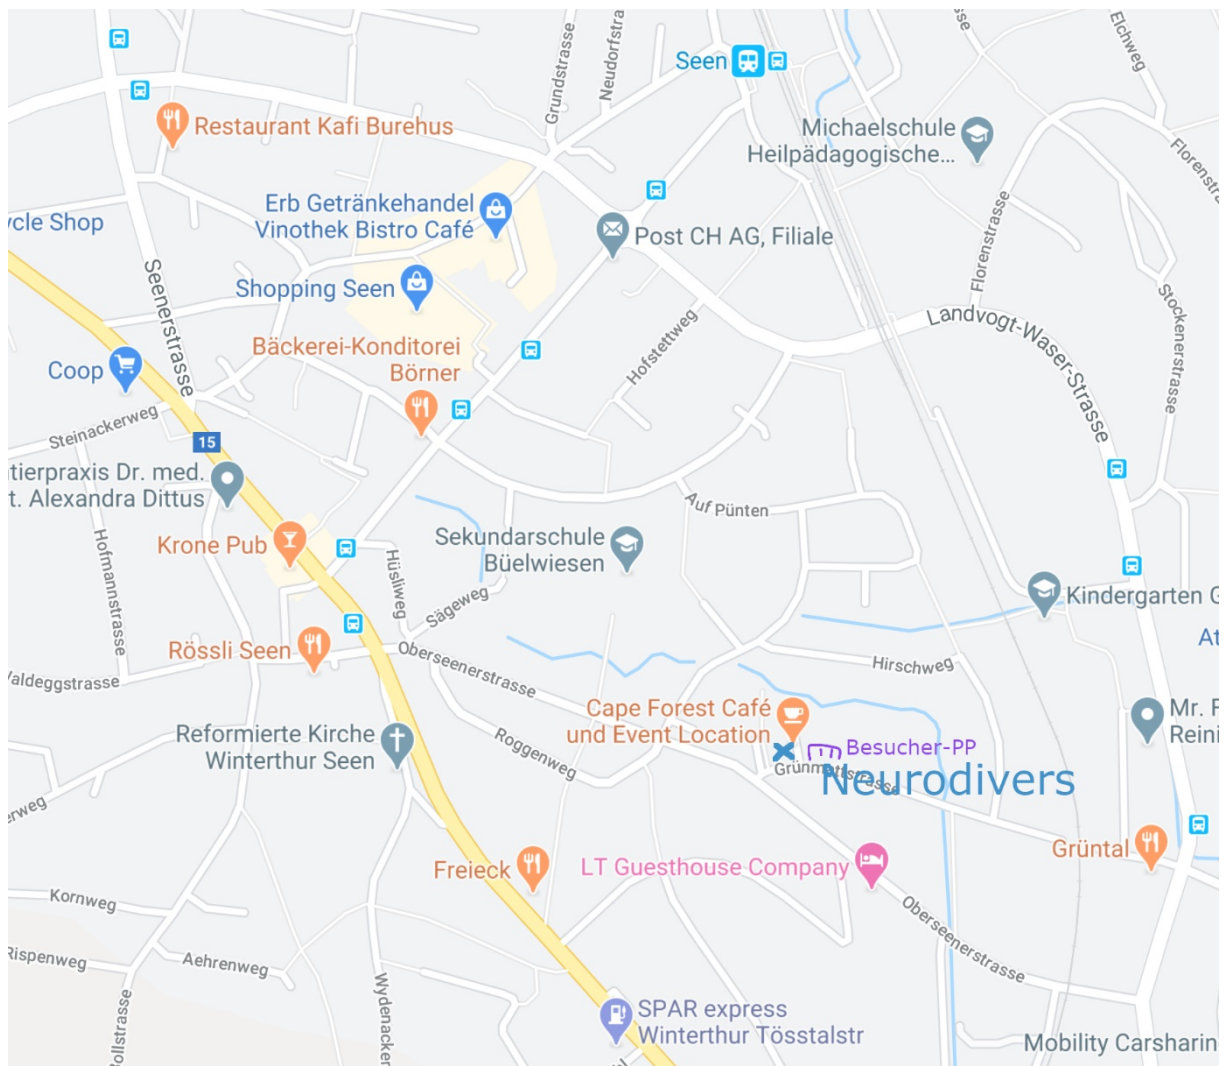 Elchweg
Neudorfstra
Grundstrasse
Seen
Restaurant Kafi Burehus
Michaelschule
Heilpädagogische...
Florenstra
Erb Getränkehandel
Vinothek Bistro Café
ycle Shop
Post CH AG, Filiale
Florenstrasse
Seenerstrasse
Shopping Seen
Landvogt-Waser-Strasse
Stockenerstrasse
Bäckerei-Konditorei
Börner
Hofstettweg
Coop
Steinackerweg
15
tierpraxis Dr. med.
t. Alexandra Dittus
Auf Pünten
Krone Pub
Sekundarschule
Büelwiesen
Hofmannstrasse
Hüsliweg
Sägeweg
Kindergarten G
At
Rössli Seen
Oberseenerstrasse
Hirschweg
Valdeggstrasse
Cape Forest Café
und Event Location
Mr. F
Reini
Reformierte Kirche
Winterthur Seen
Roggenweg
Besucher-PP
Grünmattstrasse
Neurodivers
erweg
Grüntal
Freieck
LT Guesthouse Company
Kornweg
Oberseenerstrasse
Rispenweg
Aehrenweg
Wydenacker
ollstrasse
SPAR express
Winterthur Tösstalstr
Mobility Carsharin